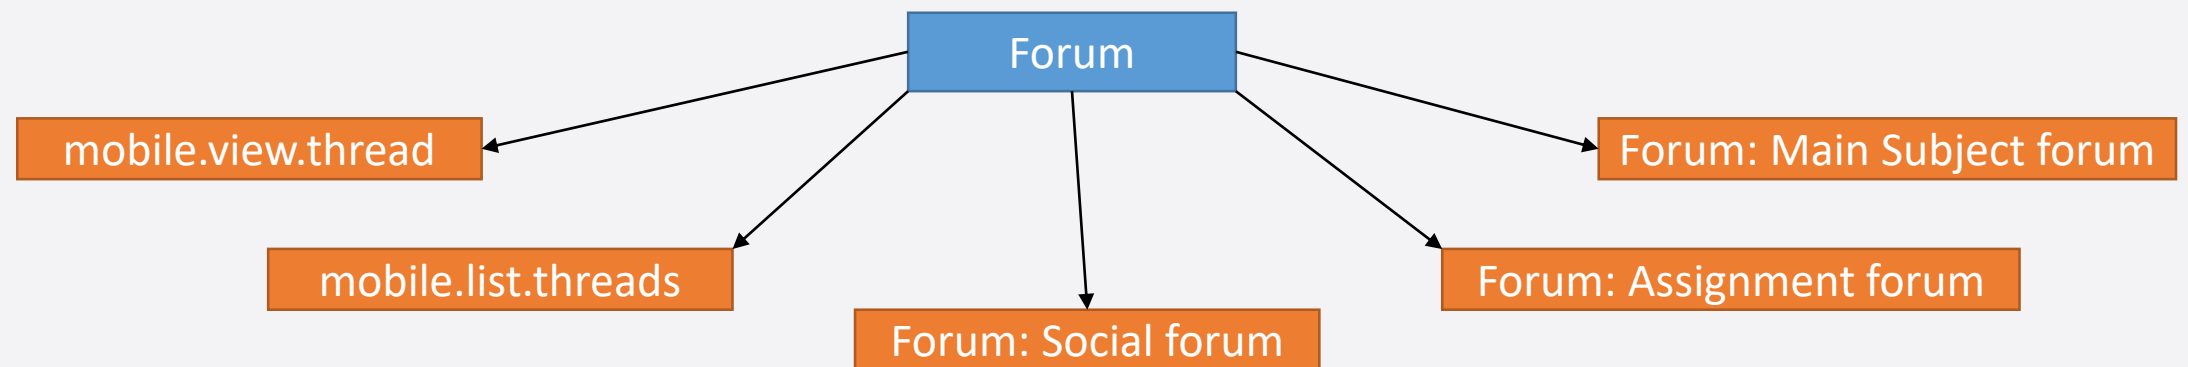 Forum
mobile.view.thread
Forum: Main Subject forum
mobile.list.threads
Forum: Assignment forum
Forum: Social forum